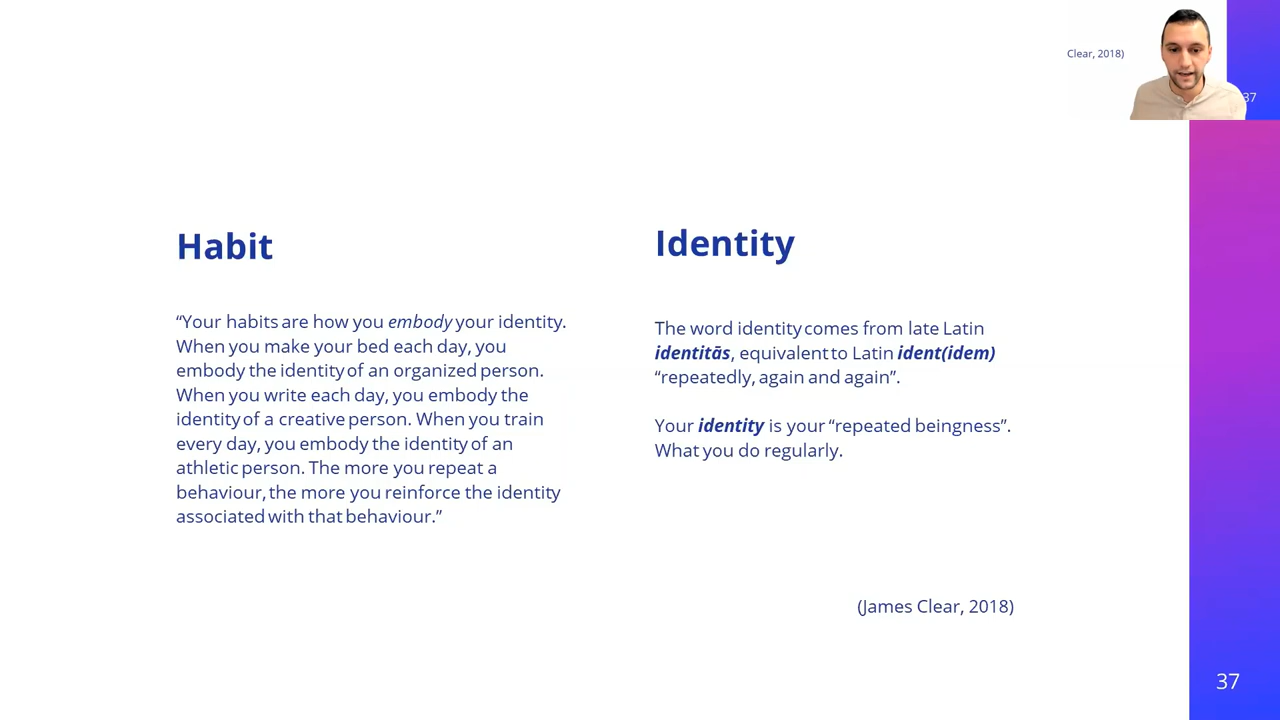 Clear, 2018)
37
Habit
“Your habits are how you embody your identity.
When you make your bed each day, you
embody the identity of an organized person.
When you write each day, you embody the
identity of a creative person. When you train
every day, you embody the identity of an
athletic person. The more you repeat a
behaviour, the more you reinforce the identity
associated with that behaviour.”
Identity
The word identity comes from late Latin
identitās, equivalent to Latin ident(idem)
“repeatedly, again and again”.
Your identity is your “repeated beingness”.
What you do regularly.
(James Clear, 2018)
37